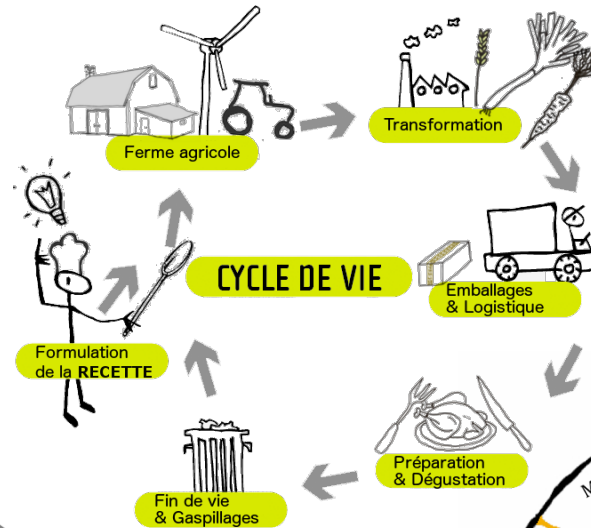 Ferme agricole
Transformation
CYCLE DE VIE
Emballages
& Logistique
Formulation
de la RECETTE
Préparation
& Dégustation
Fin de vie
& Gaspillages